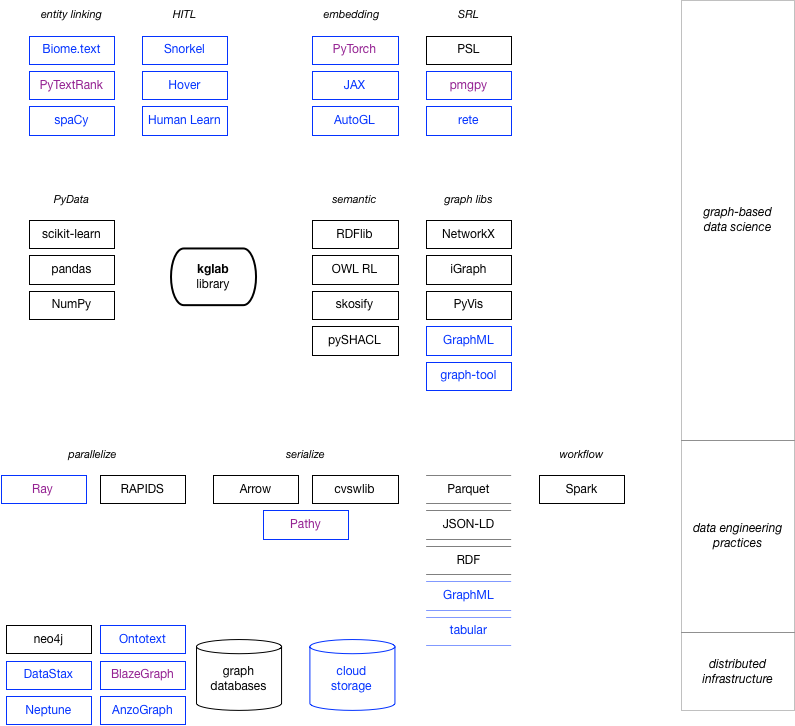 entity linking
HITL
embedding
SRL
Biome.text
Snorkel
PyTorch
PSL
PyTextRank
Hover
JAX
pmgpy
spaCy
Human Learn
AutoGL
rete
PyData
semantic
graph libs
scikit-learn
pandas
NumPy
kglab
library
RDFlib
OWL RL
skosify
pySHACL
NetworkX
iGraph
PyVis
GraphML
graph-tool
graph-based
data science
parallelize
serialize
workflow
Ray
RAPIDS
Arrow
cvswlib
Pathy
Parquet
JSON-LD
RDF
GraphML
tabular
Spark
data engineering
practices
neo4j
Ontotext
DataStax
BlazeGraph
Neptune
AnzoGraph
graph
databases
cloud
storage
distributed
infrastructure